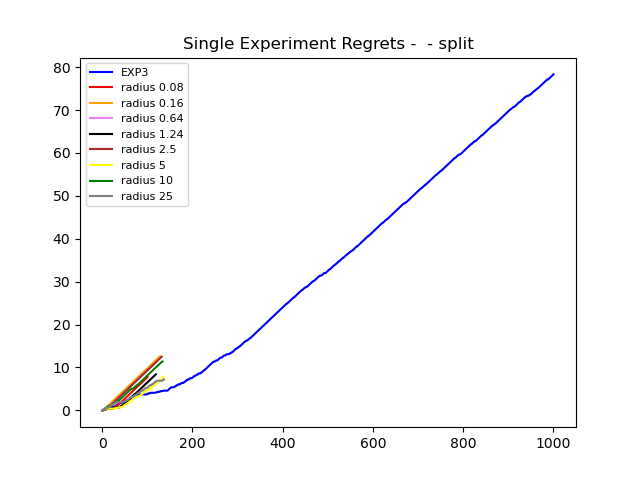 Single Experiment Regrets -  - split
80
70
60
50
40
30
20
10
0
EXP3
radius 0.08
radius 0.16
radius 0.64
radius 1.24
radius 2.5
radius 5
radius 10
radius 25
0 200 400 600 800 1000